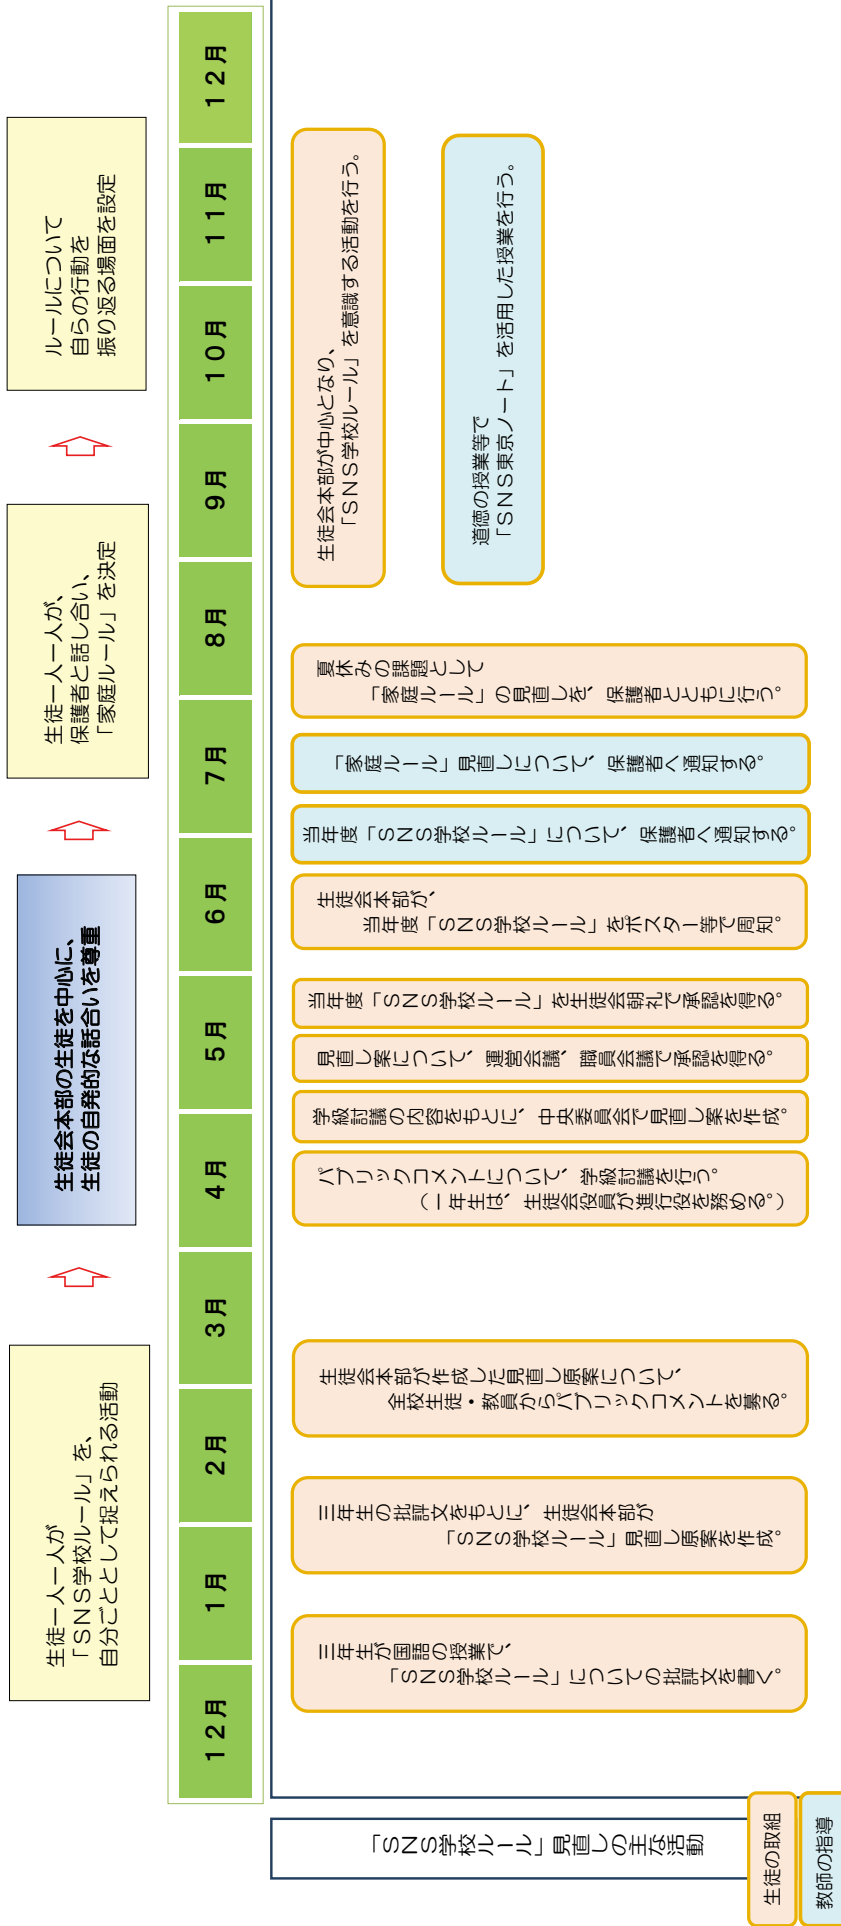 生徒一人一人が
「SNS学校ルール」を、
自分ごととして捉えられる活動
生徒会本部の生徒を中心に、
生徒の自発的な話合いを尊重
生徒一人一人が、
保護者と話し合い、
「家庭ルール」を決定
ルールについて
自らの行動を
振り返る場面を設定
12月
1月
2月
3月
4月
5月
6月
7月
8月
9月
10月
11月
12月
「SNS学校ルール」見直しの主な活動
三年生が国語の授業で、
「SNS学校ルール」についての批評文を書く。
三年生の批評文をもとに、生徒会本部が
「SNS学校ルール」見直し原案を作成。
生徒会本部が作成した見直し原案について、
全校生徒・教員からパブリックコメントを募る。
パブリックコメントについて、学級討議を行う。
(一年生は、生徒会役員が進行役を務める。)
学級討議の内容をもとに、中央委員会で見直し案を作成。
見直し案について、運営会議、職員会議で承認を得る。
当年度「SNS学校ルール」を生徒会朝礼で承認を得る。
生徒会本部が、
当年度「SNS学校ルール」をポスター等で周知。
当年度「SNS学校ルール」について、保護者へ通知する。
「家庭ルール」見直しについて、保護者へ通知する。
夏休みの課題として
「家庭ルール」の見直しを、保護者とともに行う。
生徒会本部が中心となり、
「SNS学校ルール」を意識する活動を行う。
道徳の授業等で
「SNS東京ノート」を活用した授業を行う。
生徒の取組
教師の指導